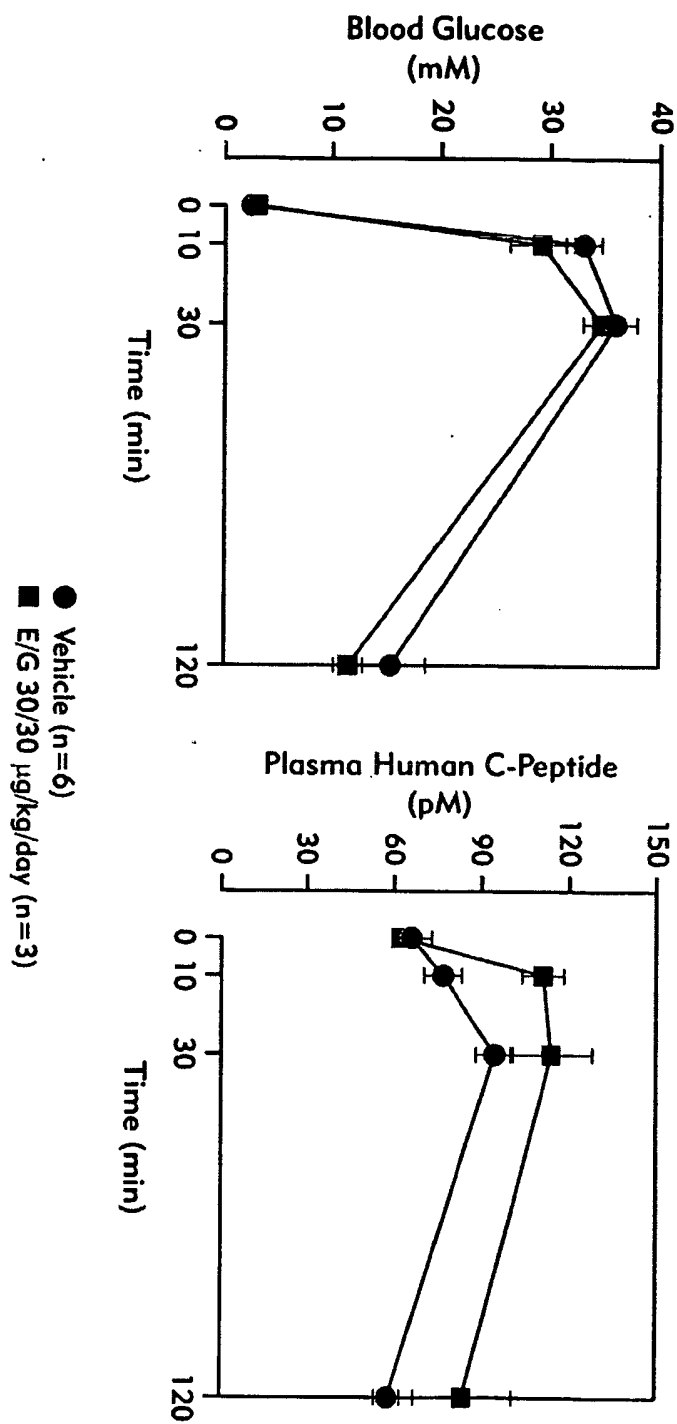 Blood Glucose
(mM)
40
30
20
10
0
0 10 30 120
Time (min)
Plasma Human C-Peptide
(pM)
150
120
90
60
30
0
0 10 30 120
Time (min)
Vehicle (n=6)
E/G 30/30 µg/kg/day (n=3)